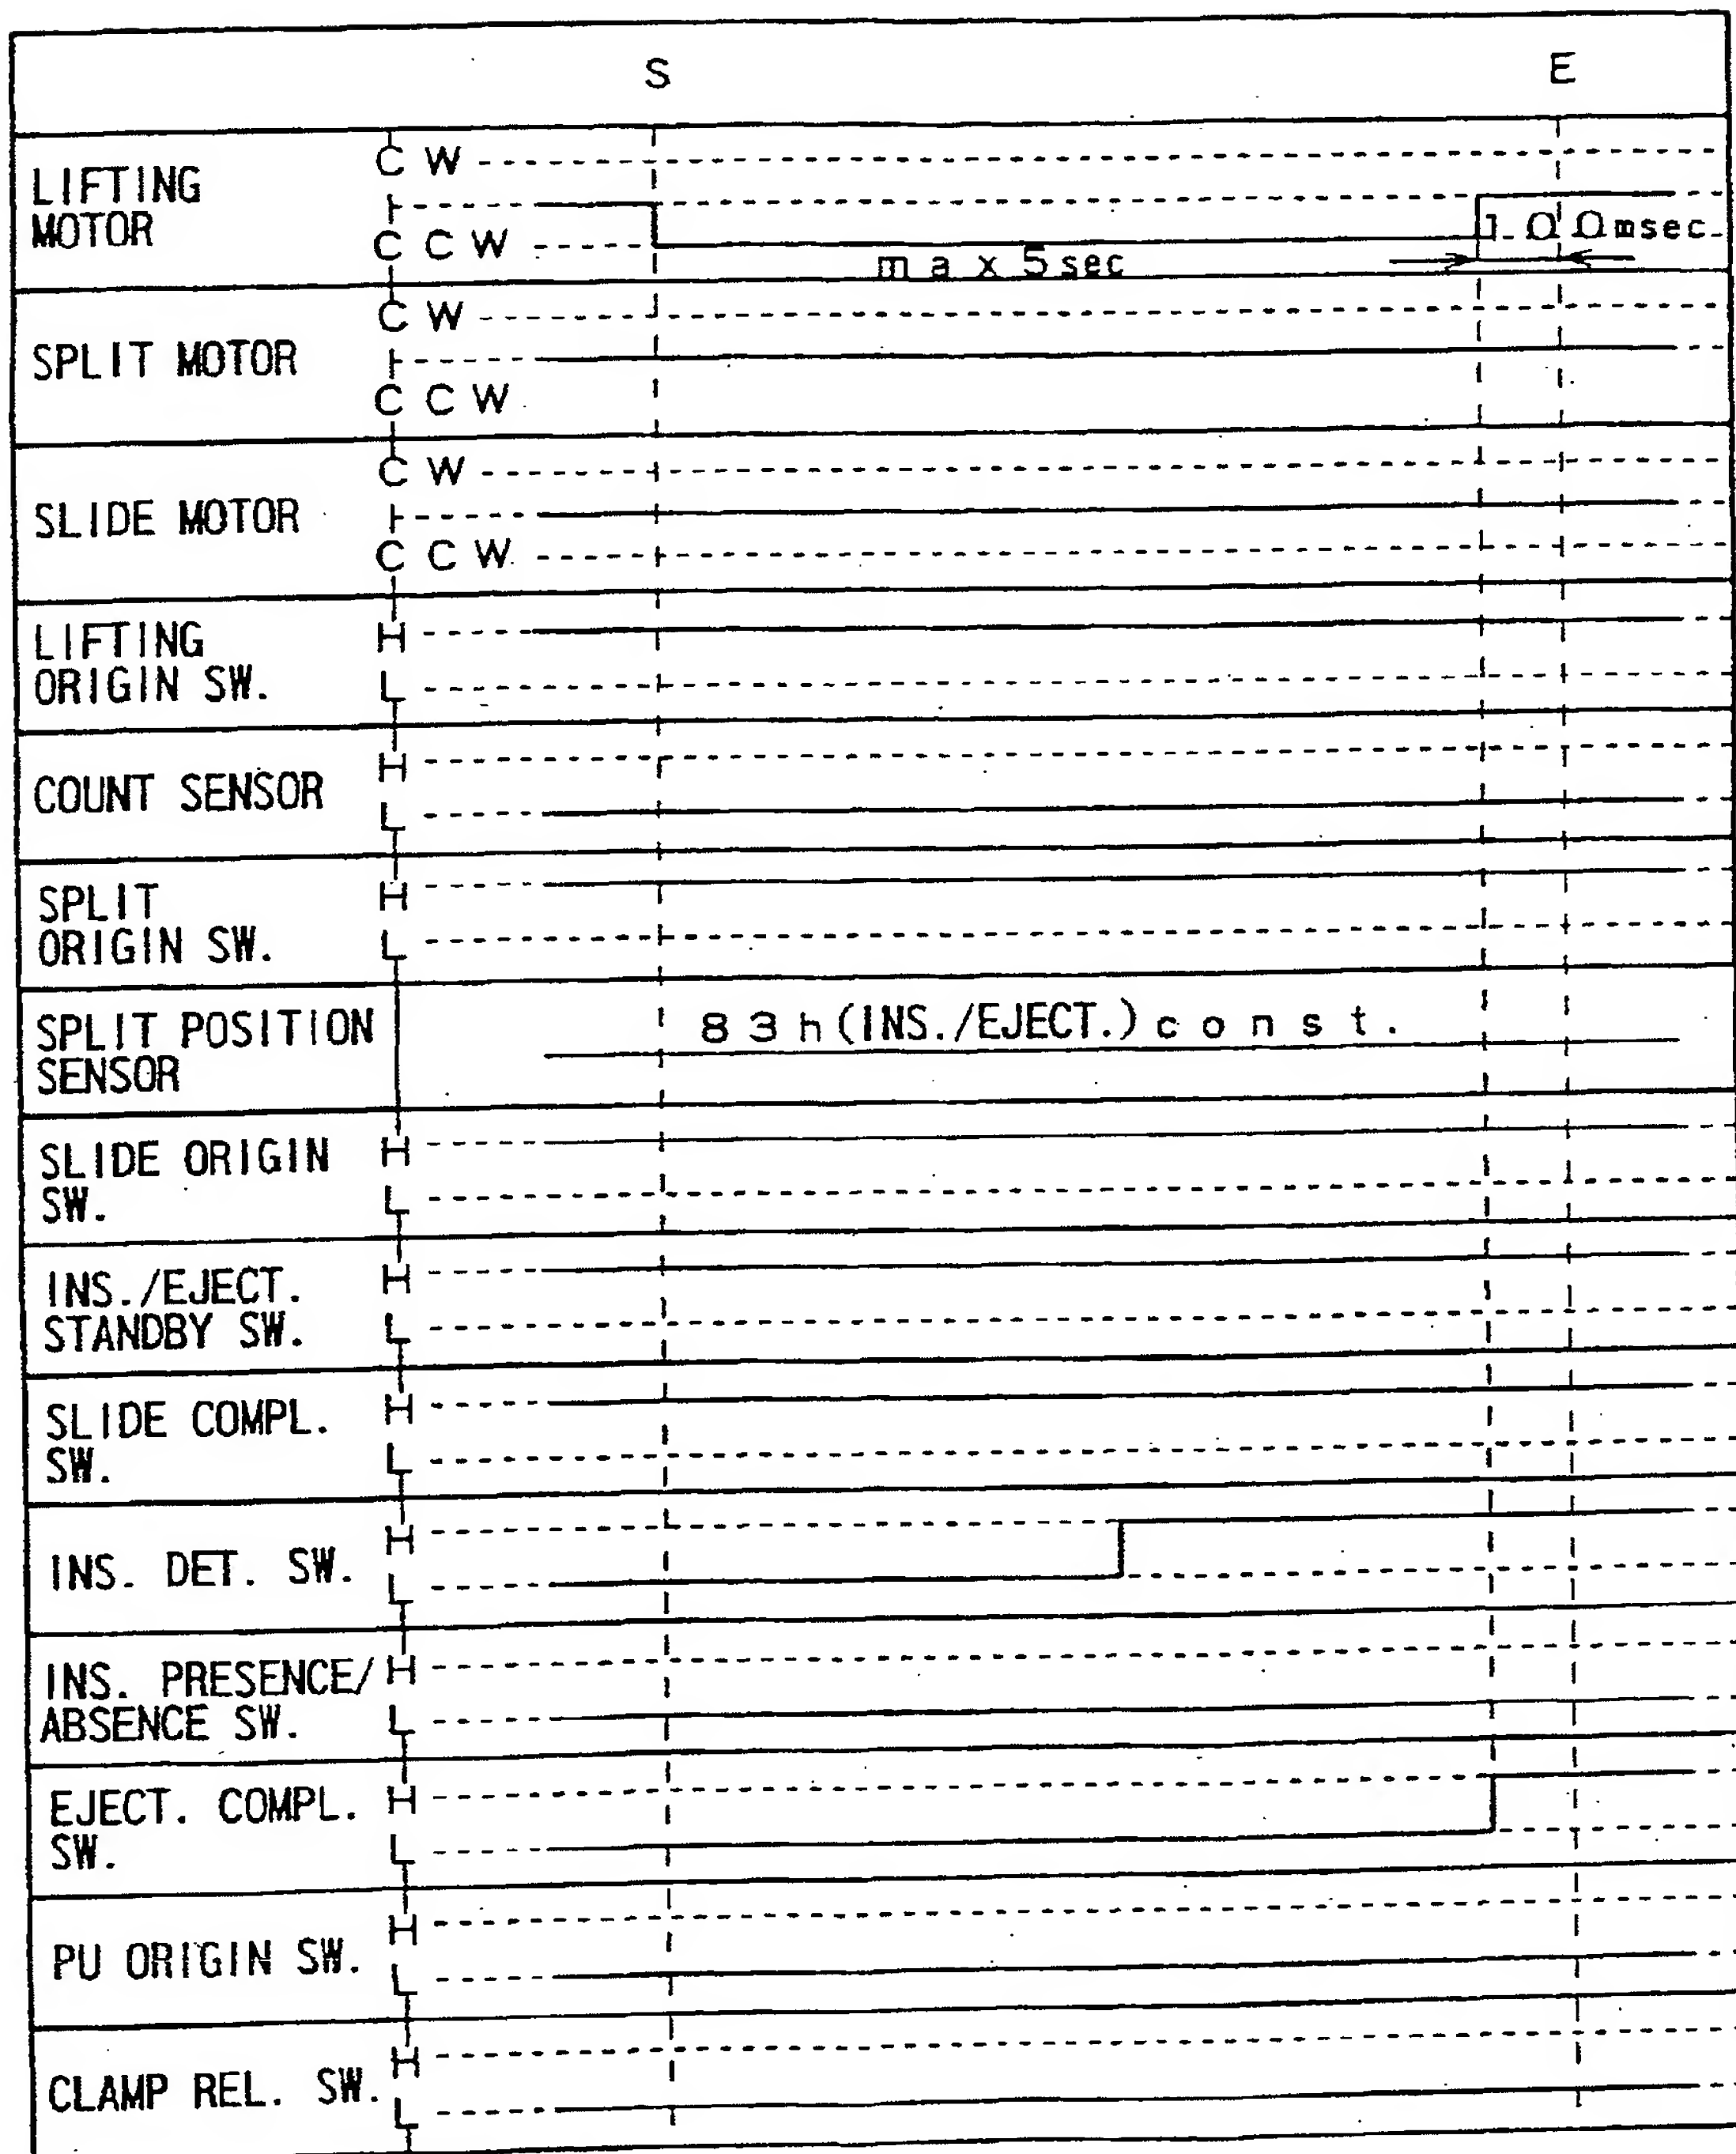 S E
LIFTING
MOTOR
CW
CCW
max 5sec
100msec
SPLIT MOTOR
CW
CCW
SLIDE MOTOR
CW
CCW
LIFTING
ORIGIN SW.
H
L
COUNT SENSOR
H
L
SPLIT
ORIGIN SW.
H
L
SPLIT POSITION
SENSOR
83h(INS./EJECT.)const.
SLIDE ORIGIN
SW.
H
L
INS./EJECT.
STANDBY SW.
H
L
SLIDE COMPL.
SW.
H
L
INS. DET. SW.
H
L
INS. PRESENCE/
ABSENCE SW.
H
L
EJECT. COMPL.
SW.
H
L
PU ORIGIN SW.
H
L
CLAMP REL. SW.
H
L